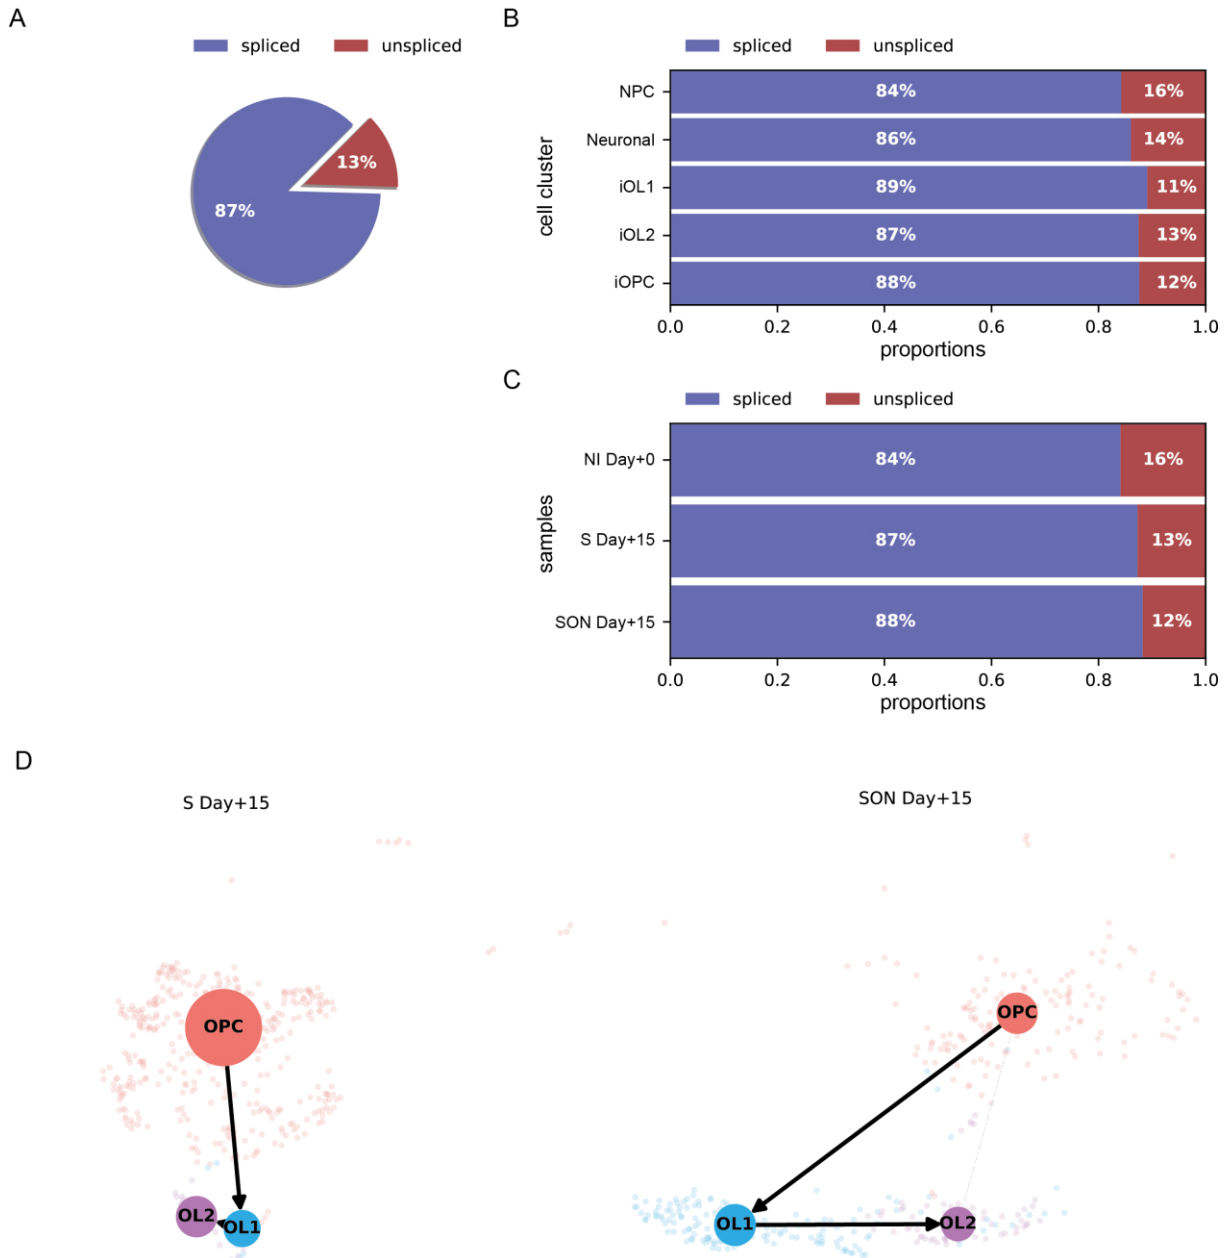 A
spliced unspliced
13%
87%
B
spliced unspliced
cell cluster
NPC 84% 16%
Neuronal 86% 14%
iOL1 89% 11%
iOL2 87% 13%
iOPC 88% 12%
0.0 0.2 0.4 0.6 0.8 1.0
proportions
C
spliced unspliced
samples
NI Day+0 84% 16%
S Day+15 87% 13%
SON Day+15 88% 12%
0.0 0.2 0.4 0.6 0.8 1.0
proportions
D
S Day+15
OPC
OL2 OL1
SON Day+15
OPC
OL1 OL2